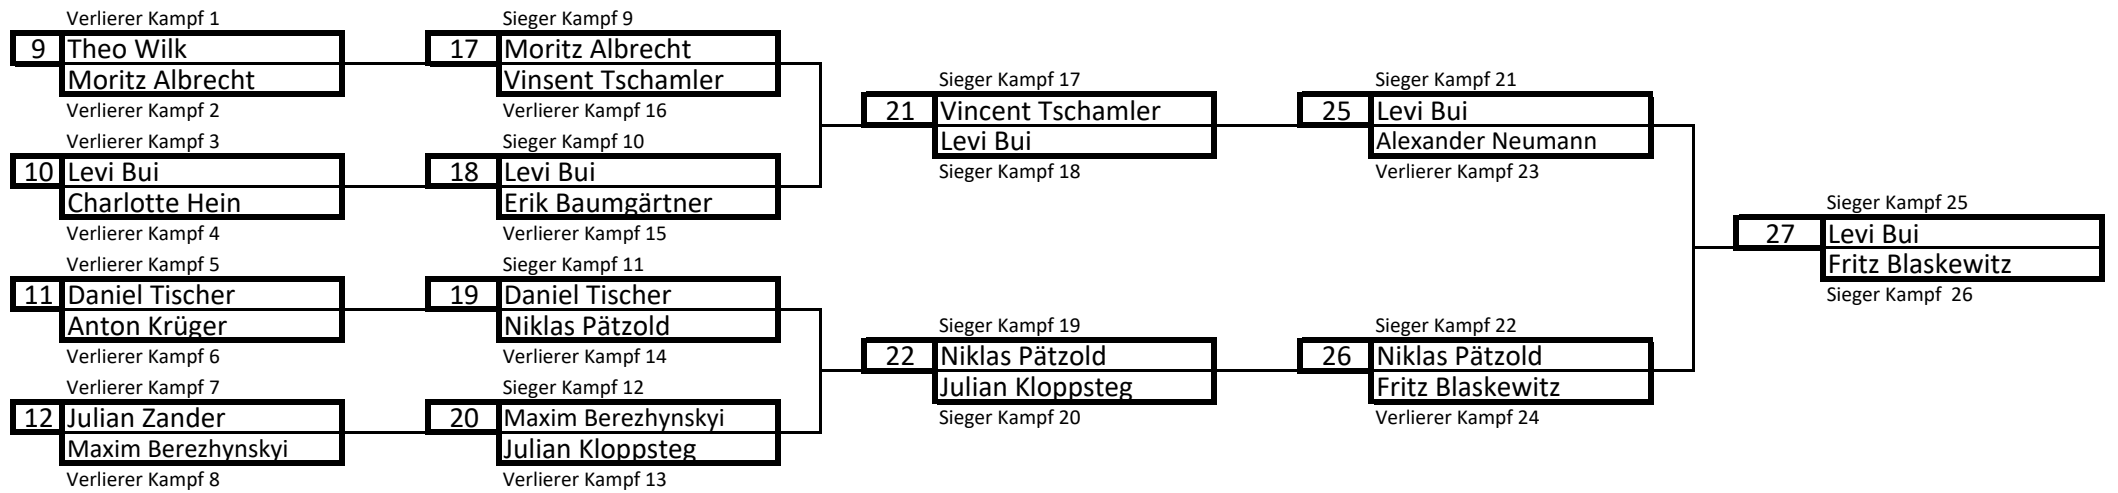 Verlierer Kampf 1
9 Theo Wilk
Moritz Albrecht
Verlierer Kampf 2
Verlierer Kampf 3
10 Levi Bui
Charlotte Hein
Verlierer Kampf 4
Verlierer Kampf 5
11 Daniel Tischer
Anton Krüger
Verlierer Kampf 6
Verlierer Kampf 7
12 Julian Zander
Maxim Berezhynskyi
Verlierer Kampf 8
Sieger Kampf 9
17 Moritz Albrecht
Vinsent Tschamler
Verlierer Kampf 16
Sieger Kampf 10
18 Levi Bui
Erik Baumgärtner
Verlierer Kampf 15
Sieger Kampf 11
19 Daniel Tischer
Niklas Pätzold
Verlierer Kampf 14
Sieger Kampf 12
20 Maxim Berezhynskyi
Julian Kloppsteg
Verlierer Kampf 13
Sieger Kampf 17
21 Vincent Tschamler
Levi Bui
Sieger Kampf 18
Sieger Kampf 19
22 Niklas Pätzold
Julian Kloppsteg
Sieger Kampf 20
Sieger Kampf 21
25 Levi Bui
Alexander Neumann
Verlierer Kampf 23
Sieger Kampf 22
26 Niklas Pätzold
Fritz Blaskewitz
Verlierer Kampf 24
Sieger Kampf 25
27 Levi Bui
Fritz Blaskewitz
Sieger Kampf 26